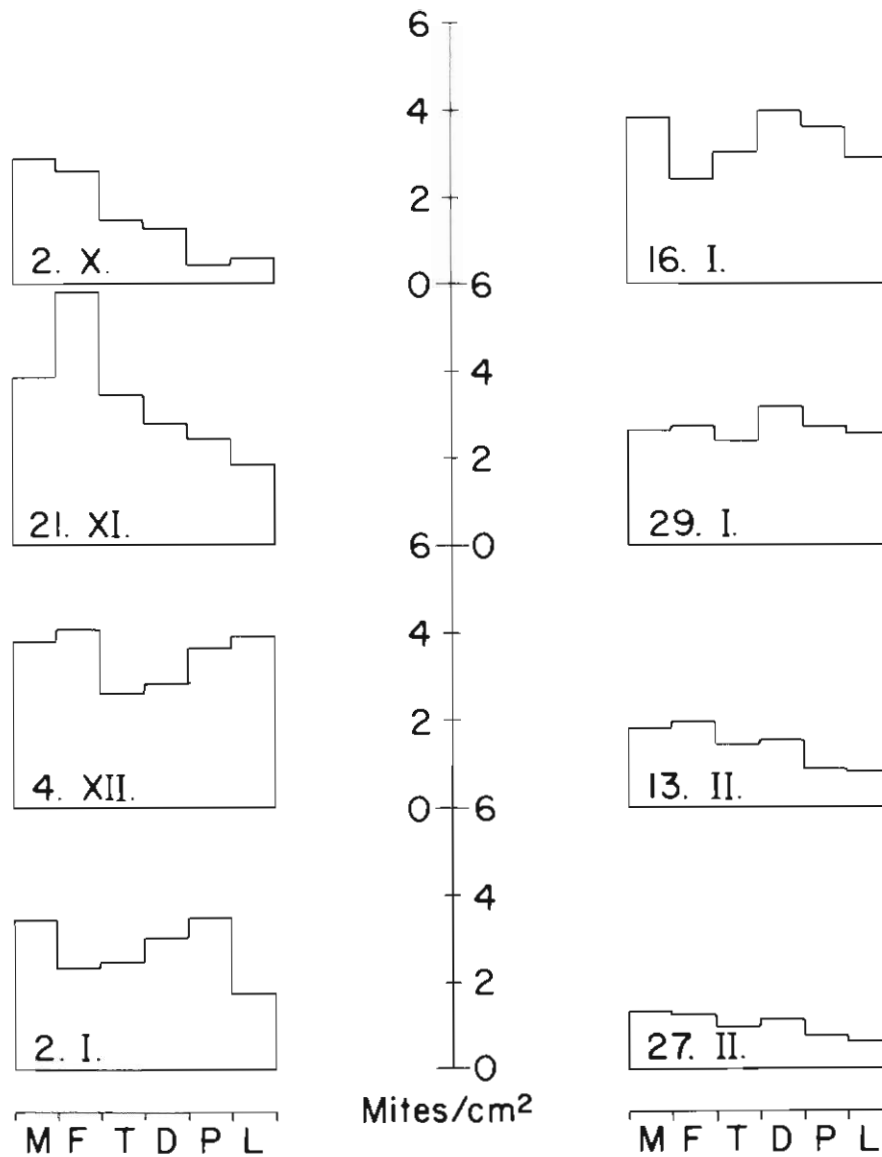 6
4
2
0 6
4
2
6 0
4
2
0 6
4
2
0
Mites/cm²
2. X.
21. XI.
4. XII.
2. I.
M F T D P L
16. I.
29. I.
13. II.
27. II.
M F T D P L